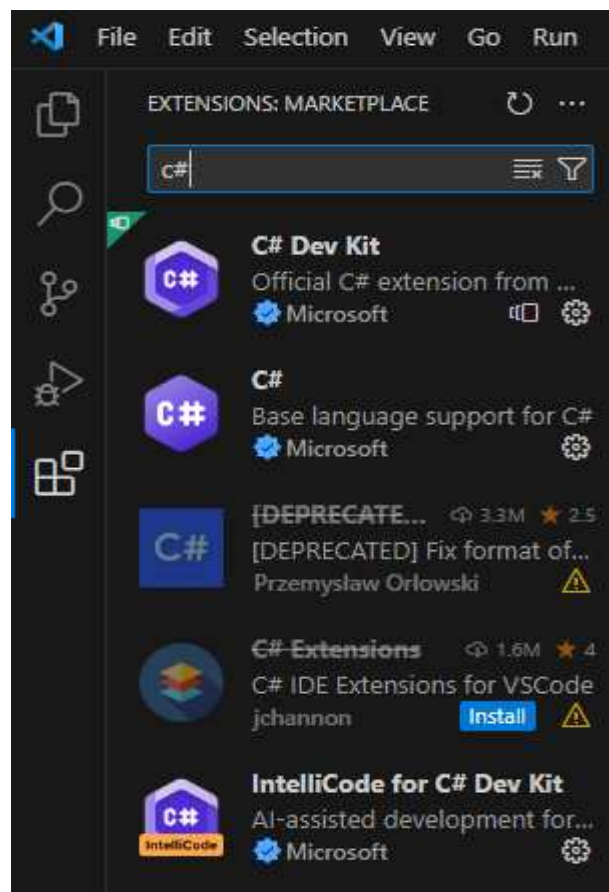 File Edit Selection View Go Run
EXTENSIONS: MARKETPLACE
c#
C# Dev Kit
C#
Official C# extension from ...
Microsoft
C#
C#
Base language support for C#
Microsoft
[DEPRECATE... 3.3M 2.5
C#
[DEPRECATED] Fix format of...
Przemysław Orłowski
C# Extensions 1.6M 4
C# IDE Extensions for VSCode
jchannon Install
IntelliCode for C# Dev Kit
C#
AI-assisted development for...
IntelliCode
Microsoft